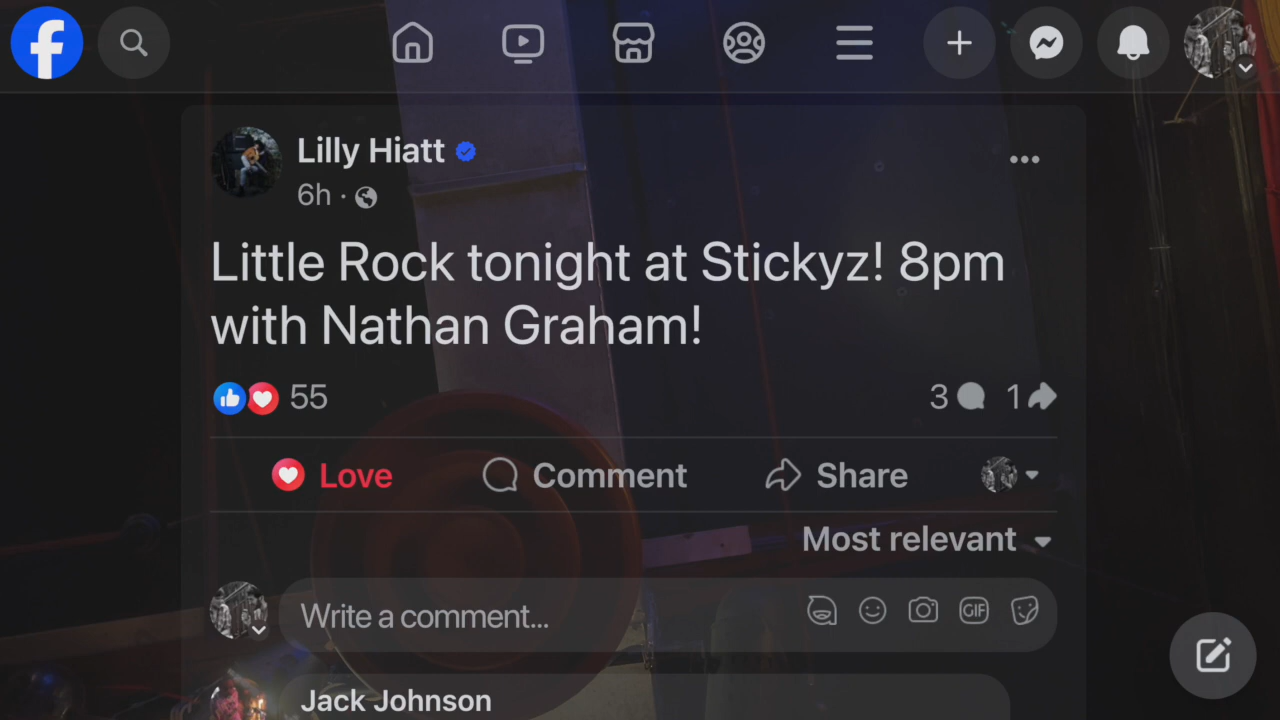 Lilly Hiatt
6h ·
Little Rock tonight at Stickyz! 8pm
with Nathan Graham!
55
3 1
Love Comment Share
Most relevant
Write a comment...
GIF
Jack Johnson